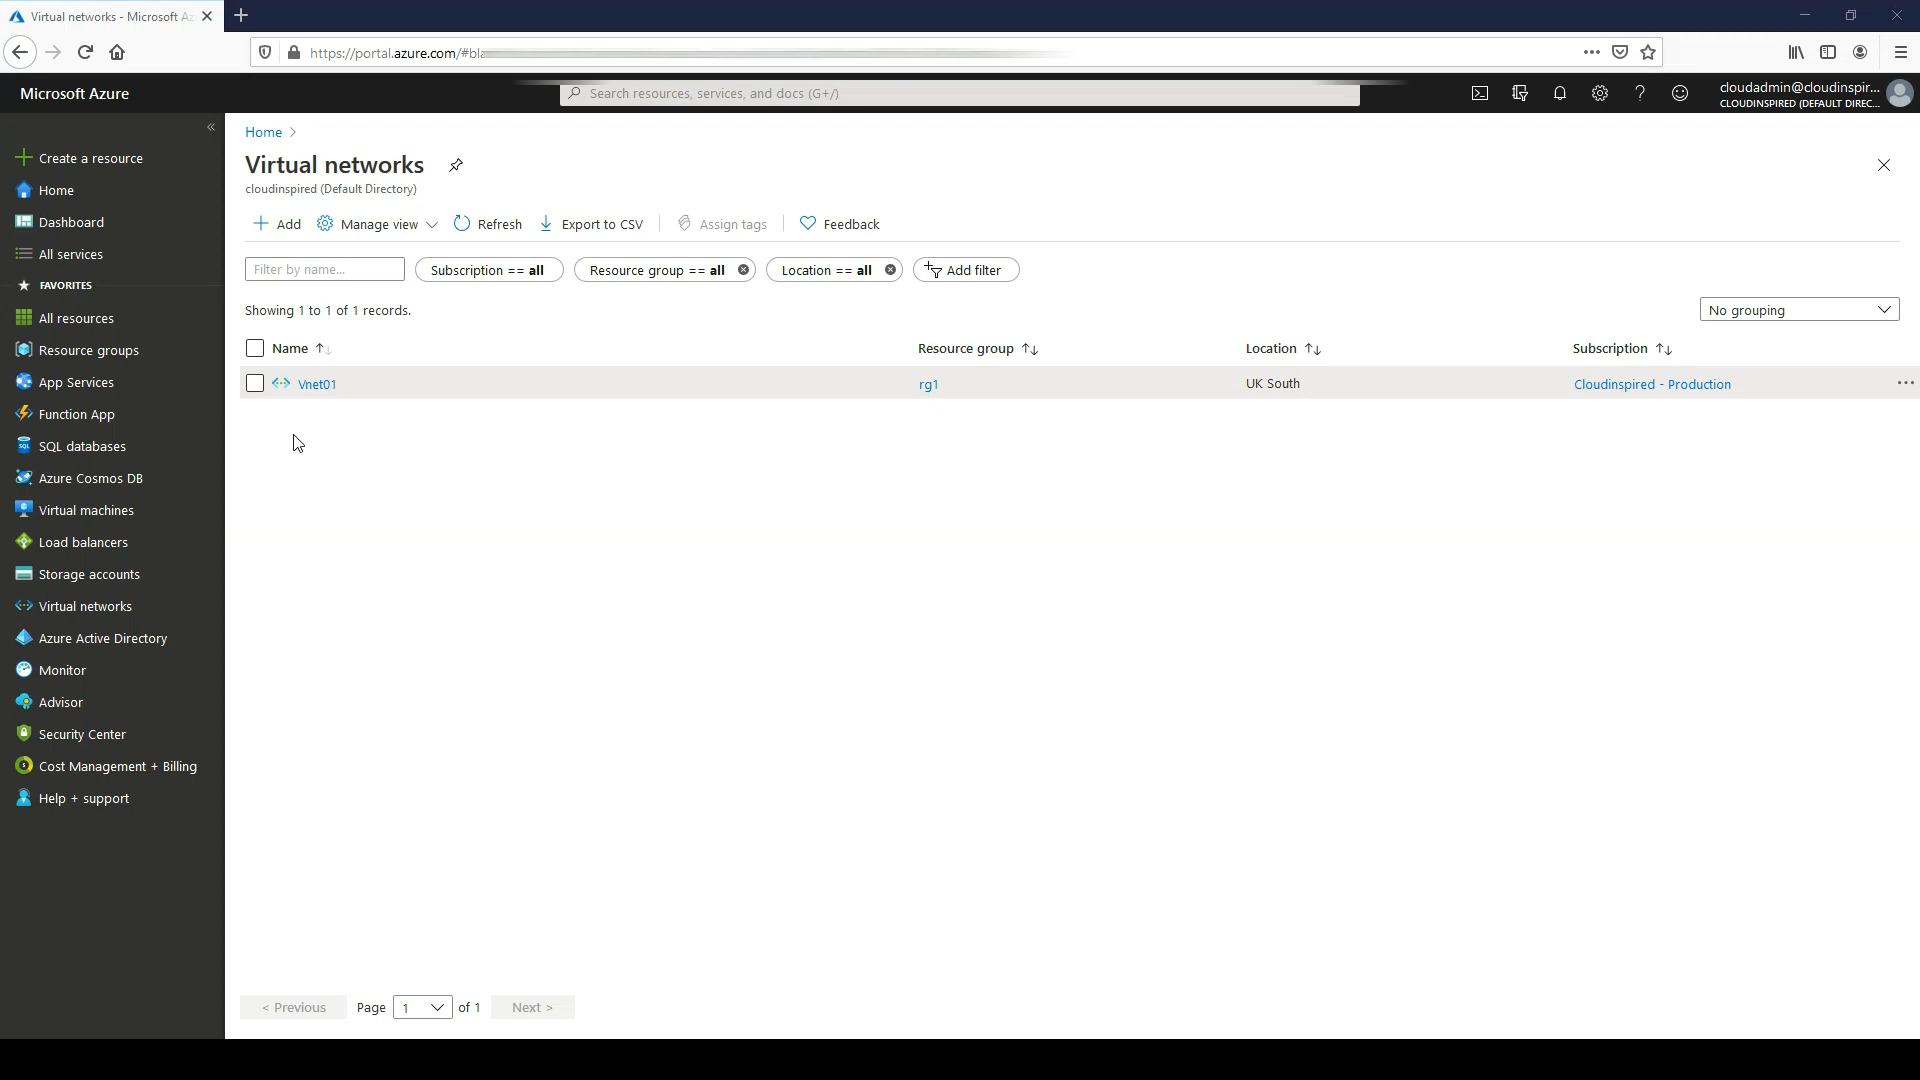 Virtual networks - Microsoft Az
https://portal.azure.com/#bla
Microsoft Azure
Search resources, services, and docs (G+/)
cloudadmin@cloudinspir...
CLOUDINSPIRED (DEFAULT DIREC...
Create a resource
Home
Dashboard
All services
FAVORITES
All resources
Resource groups
App Services
Function App
SQL databases
Azure Cosmos DB
Virtual machines
Load balancers
Storage accounts
Virtual networks
Azure Active Directory
Monitor
Advisor
Security Center
Cost Management + Billing
Help + support
Home >
Virtual networks
cloudinspired (Default Directory)
Add Manage view Refresh Export to CSV Assign tags Feedback
Filter by name... Subscription == all Resource group == all Location == all Add filter
Showing 1 to 1 of 1 records. No grouping
Name Resource group Location Subscription
Vnet01 rg1 UK South Cloudinspired - Production
< Previous Page 1 of 1 Next >